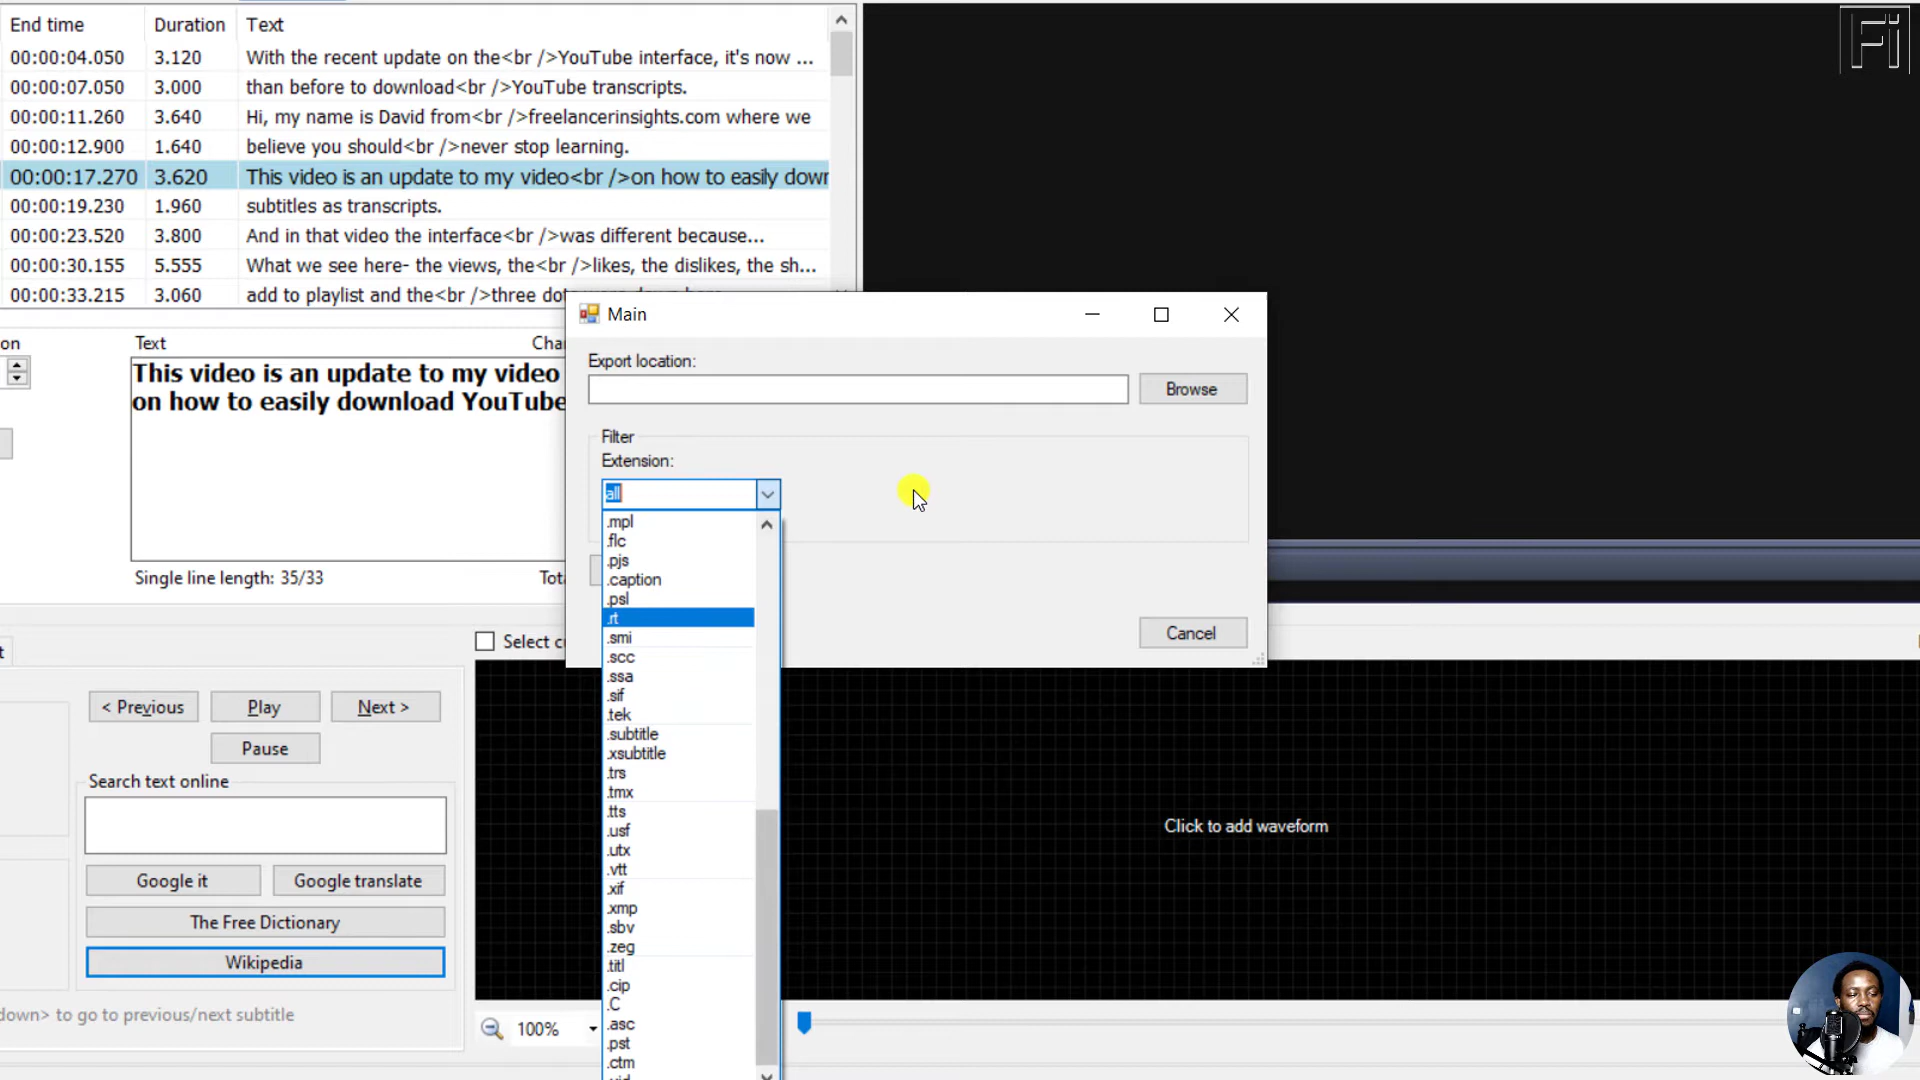 End time Duration Text
00:00:04.050 3.120 With the recent update on the<br />YouTube interface, it's now ...
00:00:07.050 3.000 than before to download<br />YouTube transcripts.
00:00:11.260 3.640 Hi, my name is David from<br />freelancerinsights.com where we
00:00:12.900 1.640 believe you should<br />never stop learning.
00:00:17.270 3.620 This video is an update to my video<br />on how to easily down
00:00:19.230 1.960 subtitles as transcripts.
00:00:23.520 3.800 And in that video the interface<br />was different because...
00:00:30.155 5.555 What we see here- the views, the<br />likes, the dislikes, the sh...
00:00:33.215 3.060 add to playlist and the<br />three
Fi
Main
Export location:
Browse
Filter
Extension:
all
.mpl
.flc
.pjs
.caption
.psl
.rt
.smi
.scc
.ssa
.sif
.tek
.subtitle
.xsubtitle
.trs
.tmx
.tts
.usf
.utx
.vtt
.xif
.xmp
.sbv
.zeg
.titl
.cip
.C
.asc
.pst
.ctm
Cancel
on Text Cha
This video is an update to my video
on how to easily download YouTube
Single line length: 35/33 Tot
t
Select c
< Previous Play Next >
Pause
Search text online
Google it Google translate
The Free Dictionary
Wikipedia
down> to go to previous/next subtitle
Click to add waveform
100%